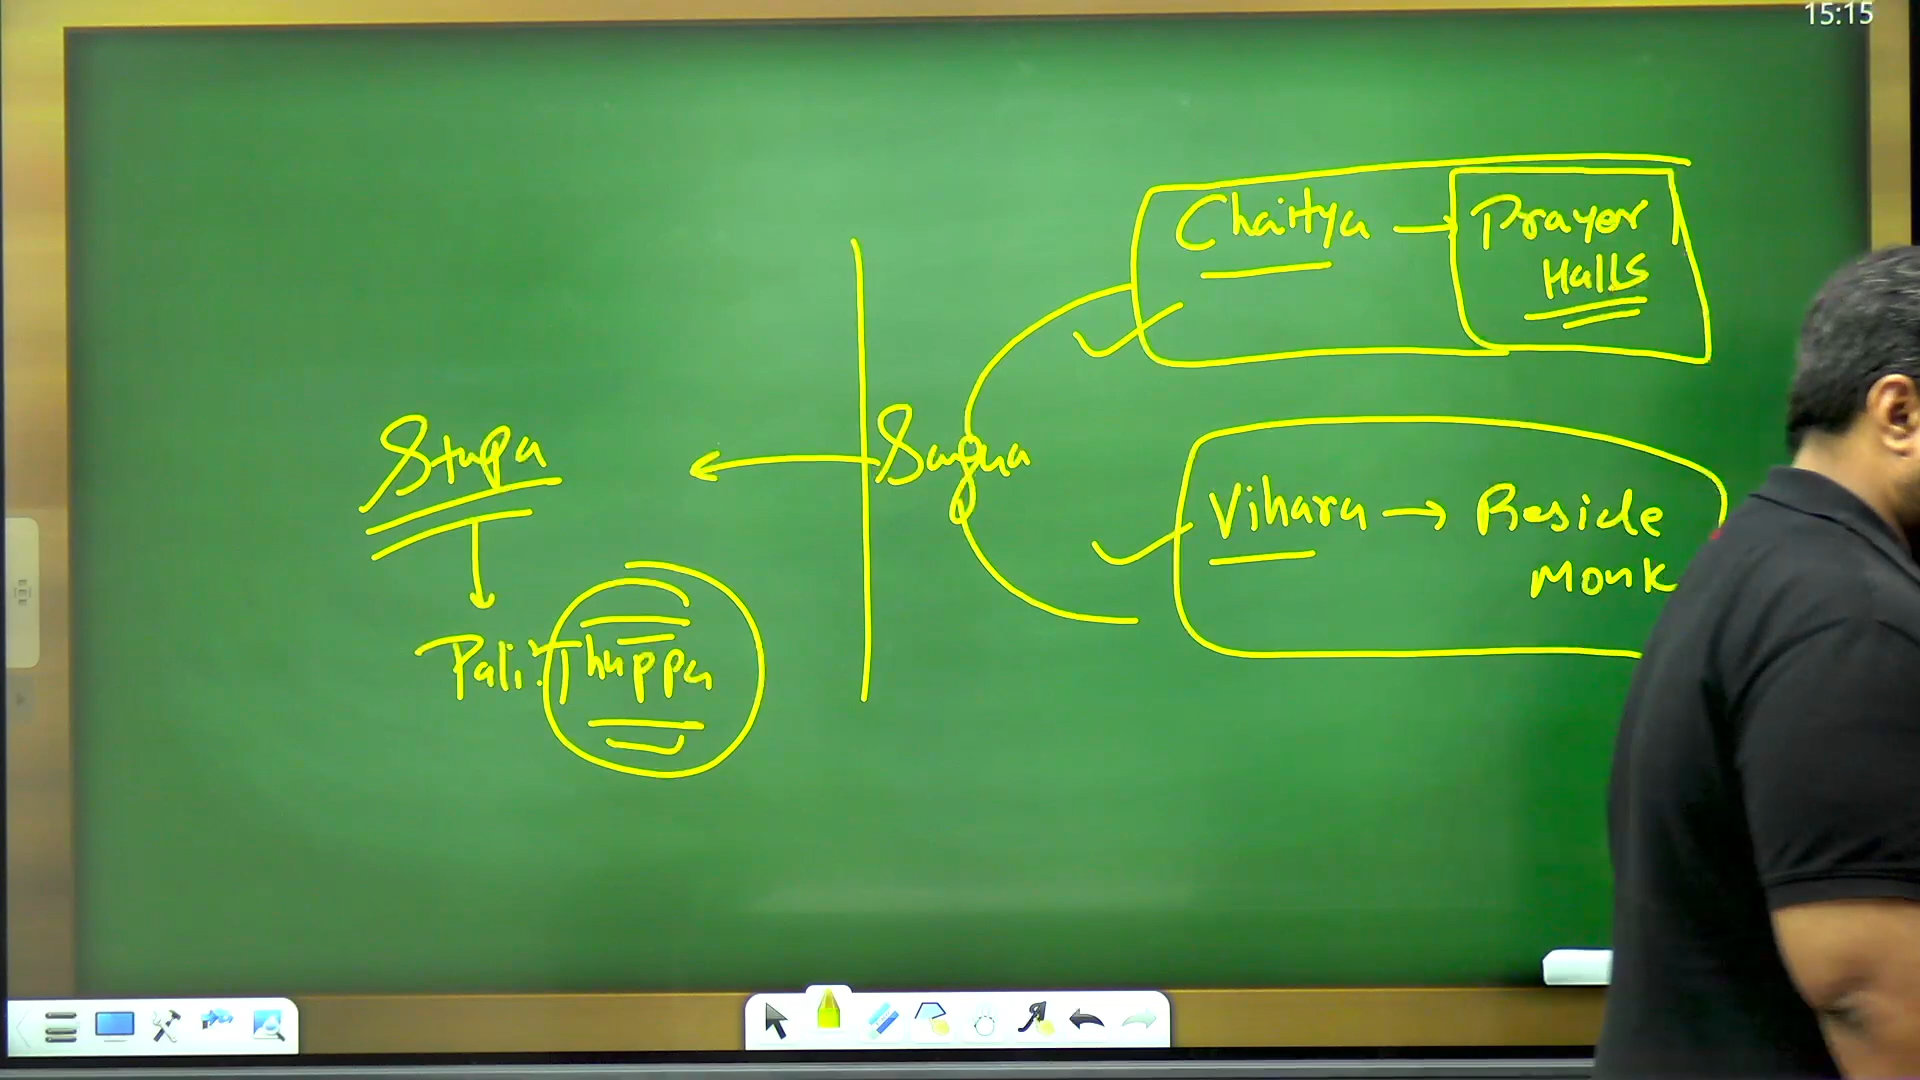 15:15
Chaitya — Prayer
Halls
Stupa
Sangha
Vihara → Reside
Monk
Pali: Thuppa